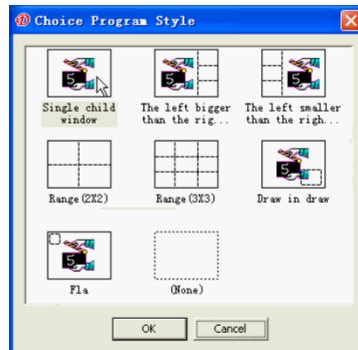 Choice Program Style
Single child
window
The left bigger
than the rig...
The left smaller
than the righ...
Range(2X2)
Range(3X3)
Draw in draw
Fla
(None)
OK
Cancel